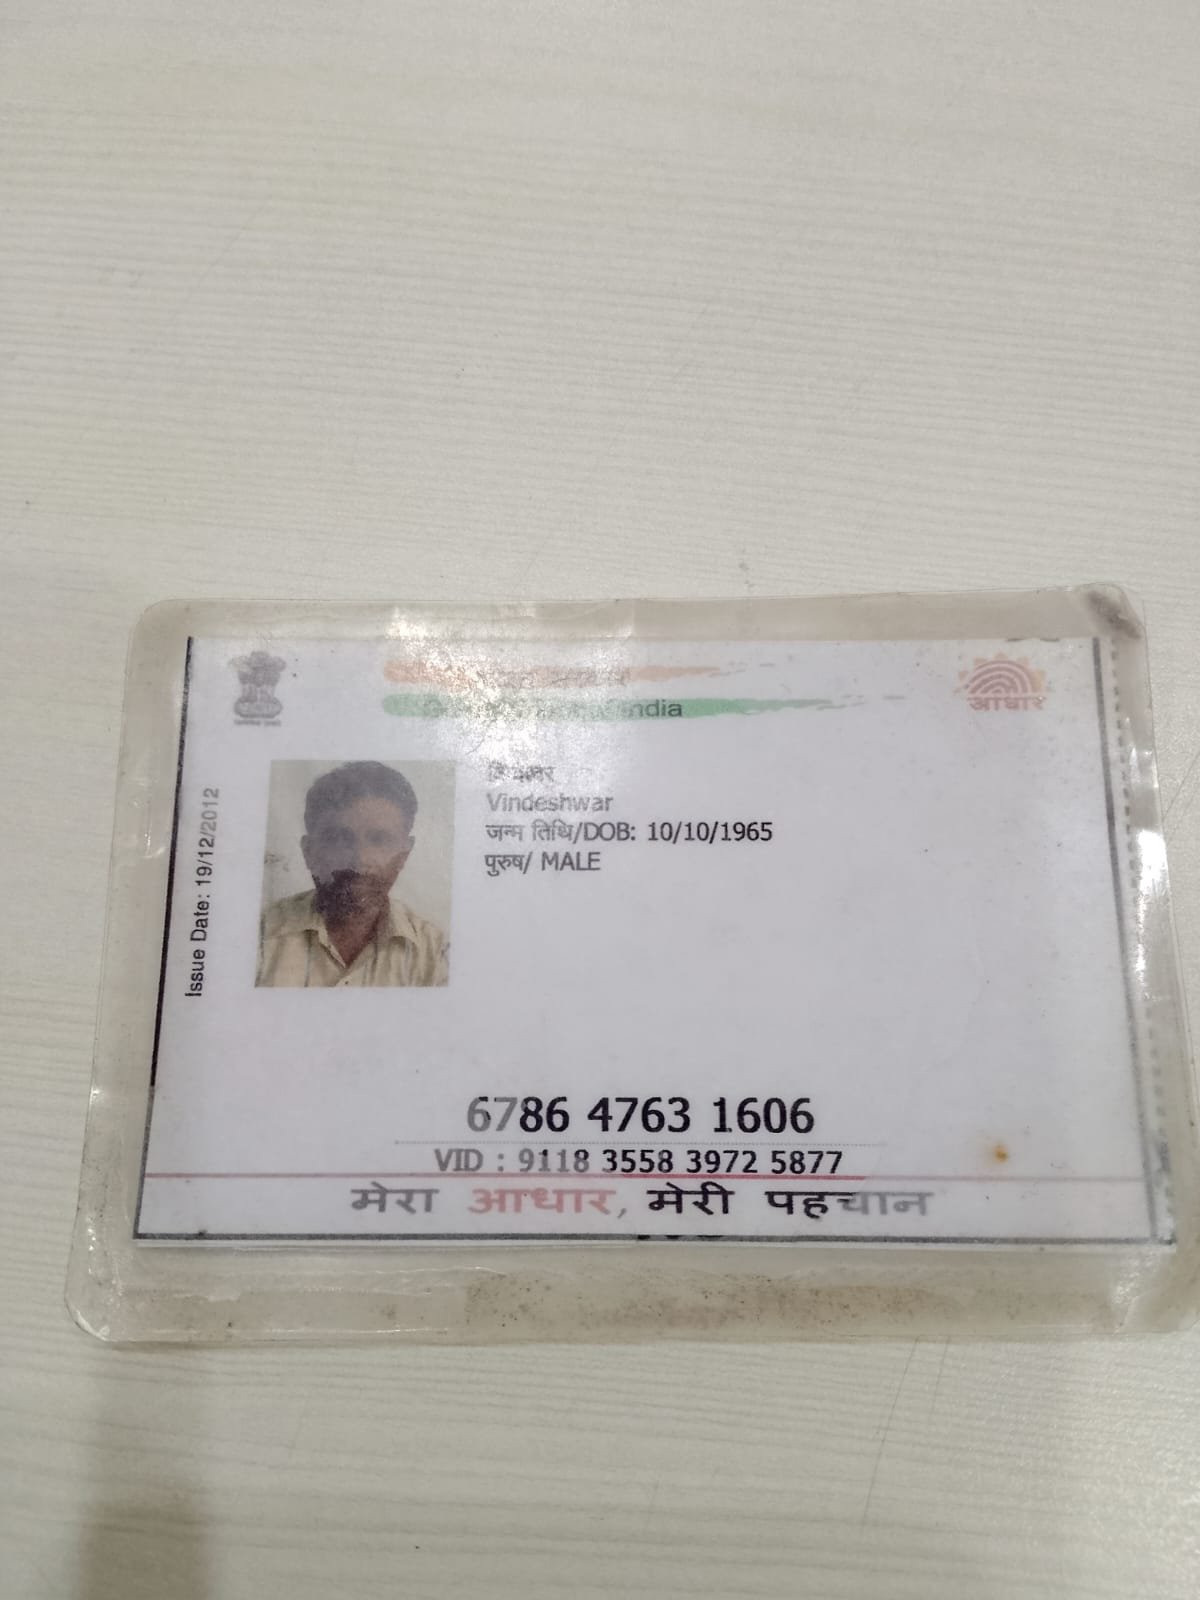 India
आधार
Vindeshwar
जन्म तिथि/DOB: 10/10/1965
पुरुष/ MALE
Issue Date: 19/12/2012
6786 4763 1606
VID : 9118 3558 3972 5877
मेरा आधार, मेरी पहचान